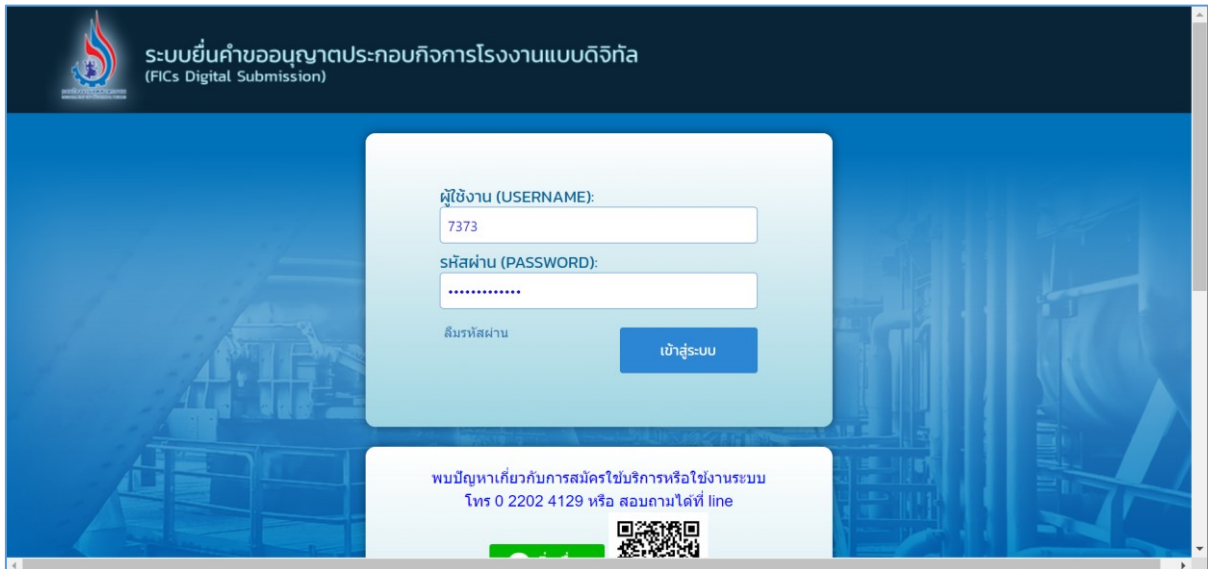 ระบบยื่นคำขออนุญาตประกอบกิจการโรงงานแบบดิจิทัล
(FICs Digital Submission)
ผู้ใช้งาน (USERNAME):
7373
รหัสผ่าน (PASSWORD):
•••••••••••••
ลืมรหัสผ่าน
เข้าสู่ระบบ
พบปัญหาเกี่ยวกับการสมัครใช้บริการหรือใช้งานระบบ
โทร 0 2202 4129 หรือ สอบถามได้ที่ line